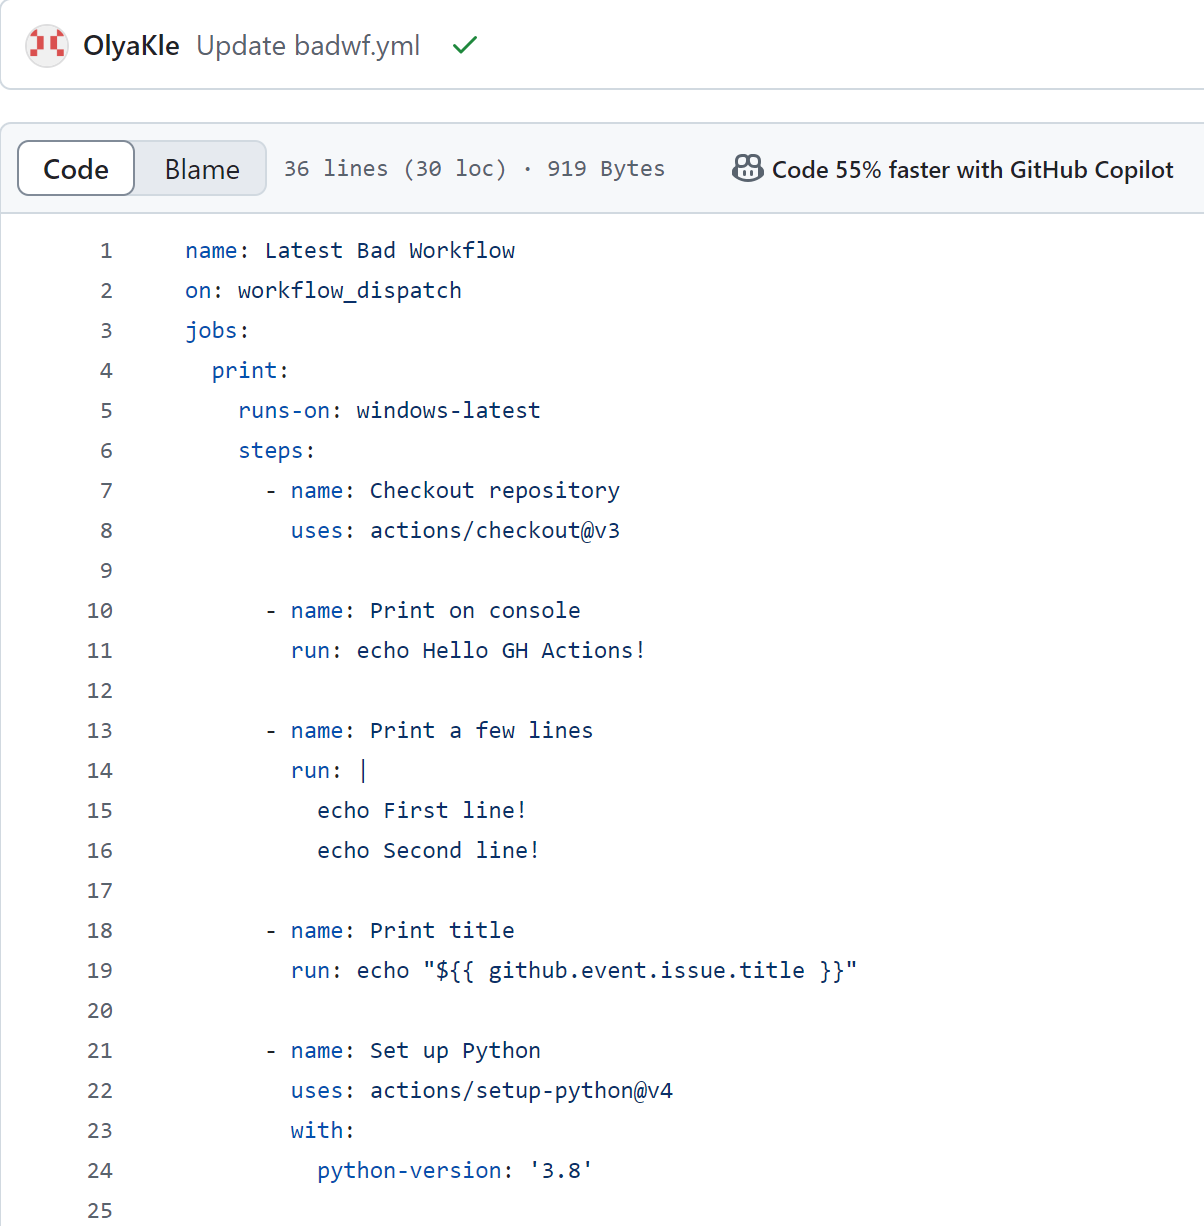 OlyaKle Update badwf.yml
Code Blame 36 lines (30 loc) · 919 Bytes Code 55% faster with GitHub Copilot
1 name: Latest Bad Workflow
2 on: workflow_dispatch
3 jobs:
4   print:
5     runs-on: windows-latest
6     steps:
7       - name: Checkout repository
8         uses: actions/checkout@v3
9
10       - name: Print on console
11         run: echo Hello GH Actions!
12
13       - name: Print a few lines
14         run: |
15           echo First line!
16           echo Second line!
17
18       - name: Print title
19         run: echo "${{ github.event.issue.title }}"
20
21       - name: Set up Python
22         uses: actions/setup-python@v4
23         with:
24           python-version: '3.8'
25